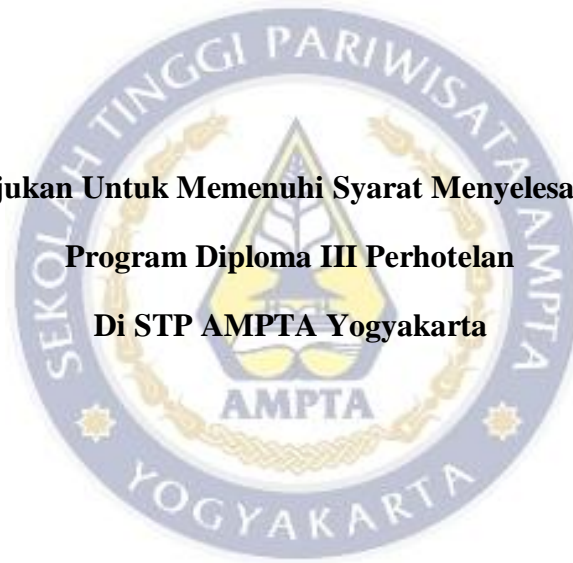 SEKOLAH TINGGI PARIWISATA AMPTA
jukan Untuk Memenuhi Syarat Menyelesa
Program Diploma III Perhotelan
Di STP AMPTA Yogyakarta
AMPTA
YOGYAKARTA